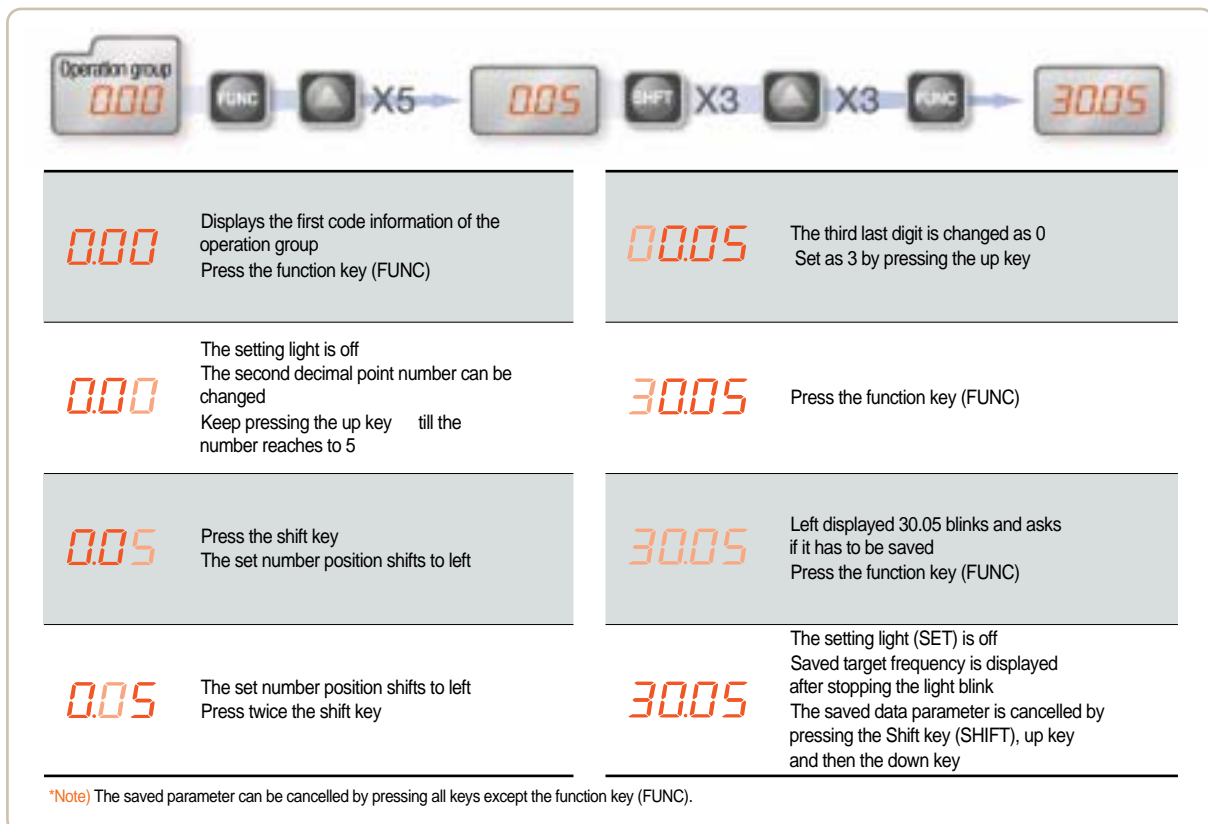 Operation group
0.00
FUNC
X5
0.05
SHFT
X3
X3
FUNC
30.05
0.00
Displays the first code information of the
operation group
Press the function key (FUNC)
0.00
The setting light is off
The second decimal point number can be
changed
Keep pressing the up key till the
number reaches to 5
0.05
Press the shift key
The set number position shifts to left
0.05
The set number position shifts to left
Press twice the shift key
00.05
The third last digit is changed as 0
Set as 3 by pressing the up key
30.05
Press the function key (FUNC)
30.05
Left displayed 30.05 blinks and asks
if it has to be saved
Press the function key (FUNC)
30.05
The setting light (SET) is off
Saved target frequency is displayed
after stopping the light blink
The saved data parameter is cancelled by
pressing the Shift key (SHIFT), up key
and then the down key
*Note) The saved parameter can be cancelled by pressing all keys except the function key (FUNC).